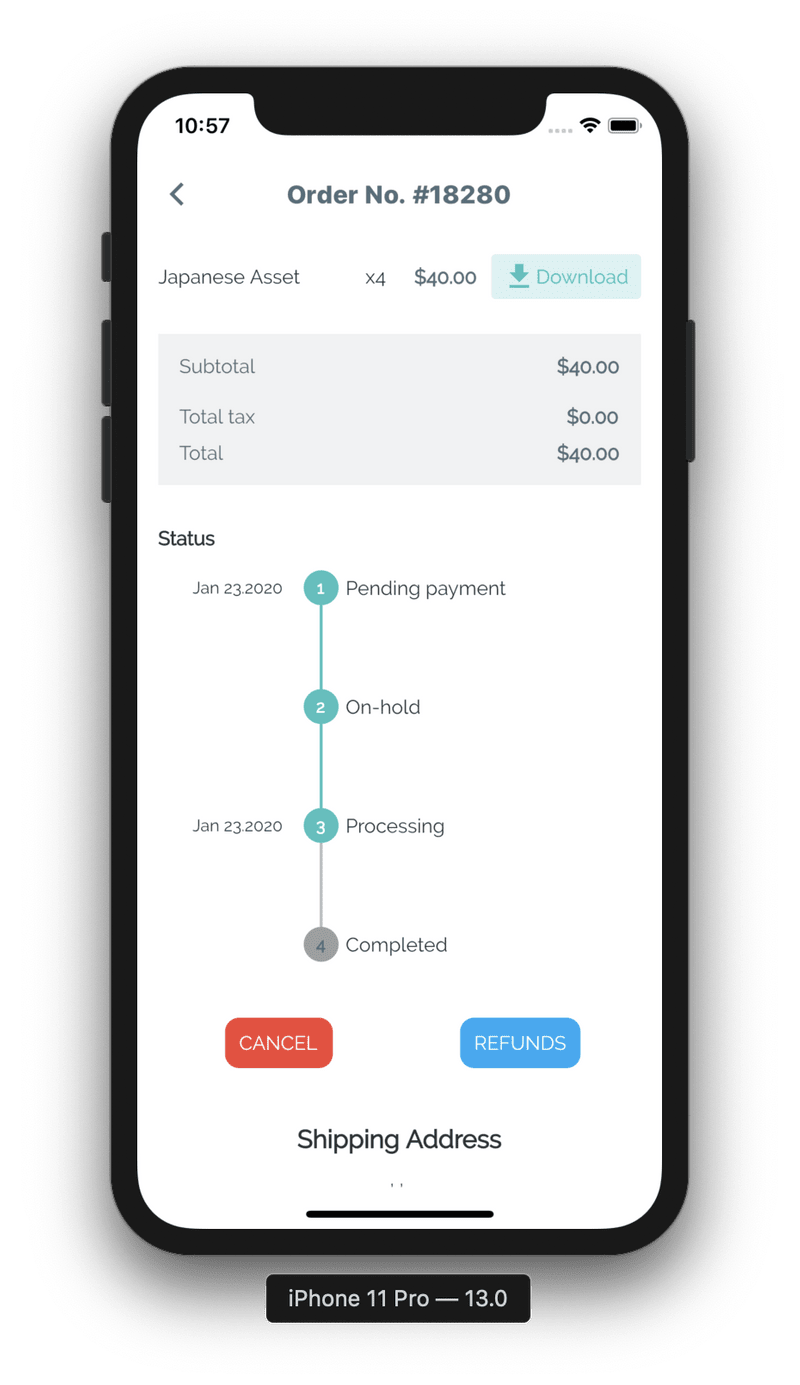 10:57
Order No. #18280
Japanese Asset x4 $40.00 Download
Subtotal $40.00
Total tax $0.00
Total $40.00
Status
Jan 23.2020 1 Pending payment
2 On-hold
Jan 23.2020 3 Processing
4 Completed
CANCEL REFUNDS
Shipping Address
iPhone 11 Pro — 13.0